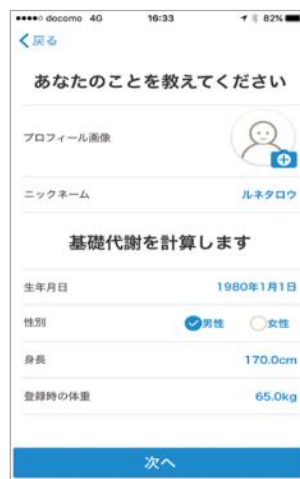 docomo 4G 16:33 82%
戻る
あなたのことを教えてください
プロフィール画像
ニックネーム ルネタロウ
基礎代謝を計算します
生年月日 1980年1月1日
性別 男性 女性
身長 170.0cm
登録時の体重 65.0kg
次へ